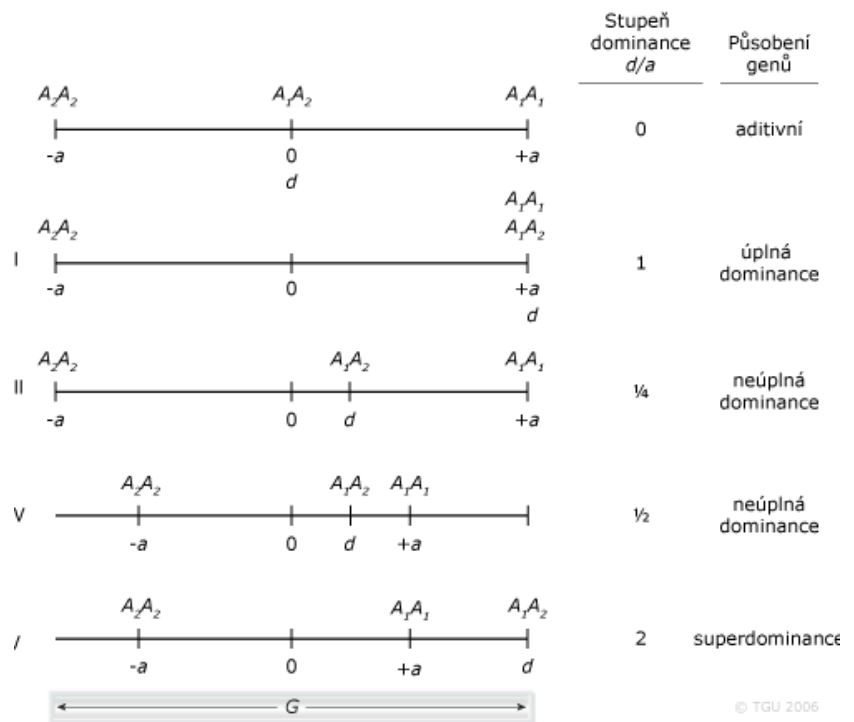 Stupeň
dominance
d/a
Působení
genů
A₂A₂ A₁A₂ A₁A₁
-a 0 +a 0 aditivní
d
A₁A₁
A₂A₂ A₁A₂
I
-a 0 +a 1 úplná
dominance
d
A₂A₂ A₁A₂ A₁A₁
II
-a 0 d +a ¼ neúplná
dominance
A₂A₂ A₁A₂ A₁A₁
V
-a 0 d +a ½ neúplná
dominance
A₂A₂ A₁A₁ A₁A₂
-a 0 +a d 2 superdominance
G
© TGU 2006